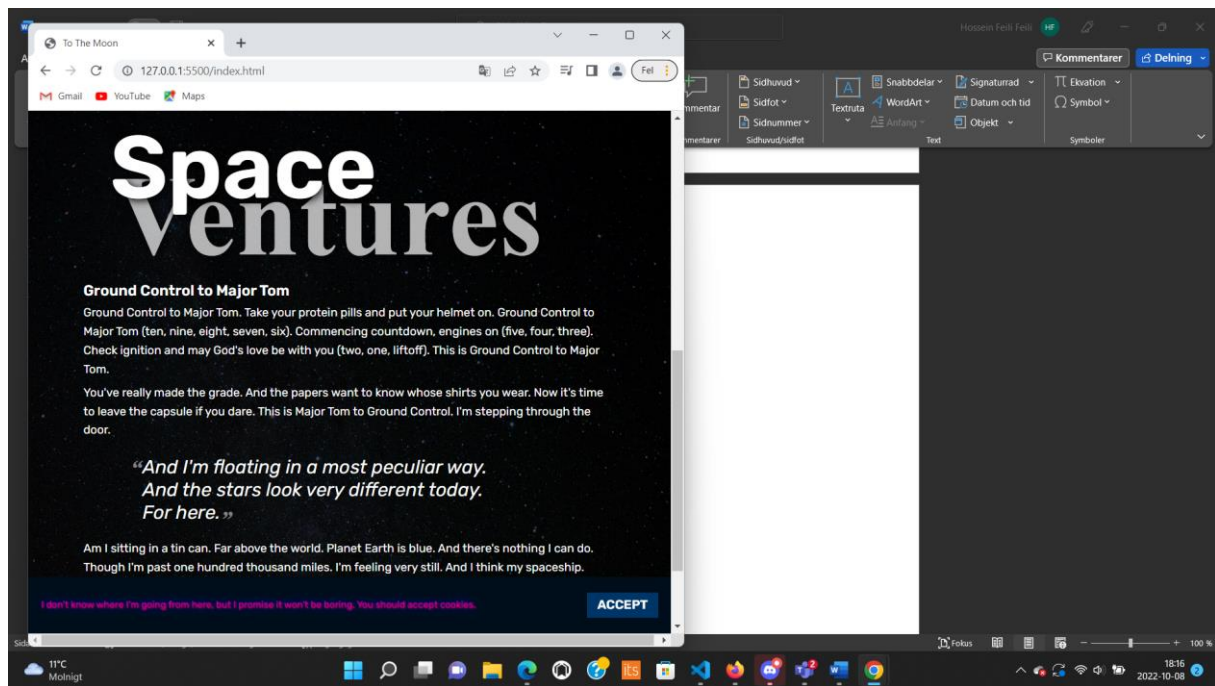 Hossein Feili Feili
HF
To The Moon
127.0.0.1:5500/index.html
Fel
Gmail
YouTube
Maps
Kommentarer
Delning
Sidhuvud
Sidfot
Sidnummer
Sidhuvud/sidfot
Textruta
Snabbdelar
WordArt
Anfang
Signaturrad
Datum och tid
Objekt
Text
Ekvation
Symbol
Symboler
Space
Ventures
Ground Control to Major Tom
Ground Control to Major Tom. Take your protein pills and put your helmet on. Ground Control to
Major Tom (ten, nine, eight, seven, six). Commencing countdown, engines on (five, four, three).
Check ignition and may God's love be with you (two, one, liftoff). This is Ground Control to Major
Tom.
You've really made the grade. And the papers want to know whose shirts you wear. Now it's time
to leave the capsule if you dare. This is Major Tom to Ground Control. I'm stepping through the
door.
“And I'm floating in a most peculiar way.
And the stars look very different today.
For here.”
Am I sitting in a tin can. Far above the world. Planet Earth is blue. And there's nothing I can do.
Though I'm past one hundred thousand miles. I'm feeling very still. And I think my spaceship.
I don't know where I'm going from here, but I promise it won't be boring. You should accept cookies.
ACCEPT
Fokus
100 %
11°C
Molnigt
its
18:16
2022-10-08